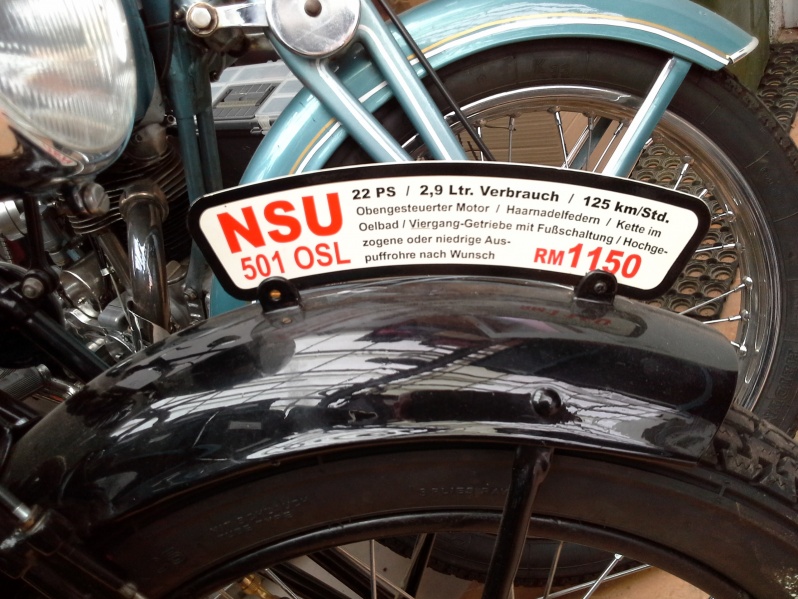 NSU
501 OSL
22 PS / 2,9 Ltr. Verbrauch / 125 km/Std.
Obengesteuerter Motor / Haarnadelfedern / Kette im
Oelbad / Viergang-Getriebe mit Fußschaltung / Hochge-
zogene oder niedrige Aus-
puffrohre nach Wunsch
RM1150